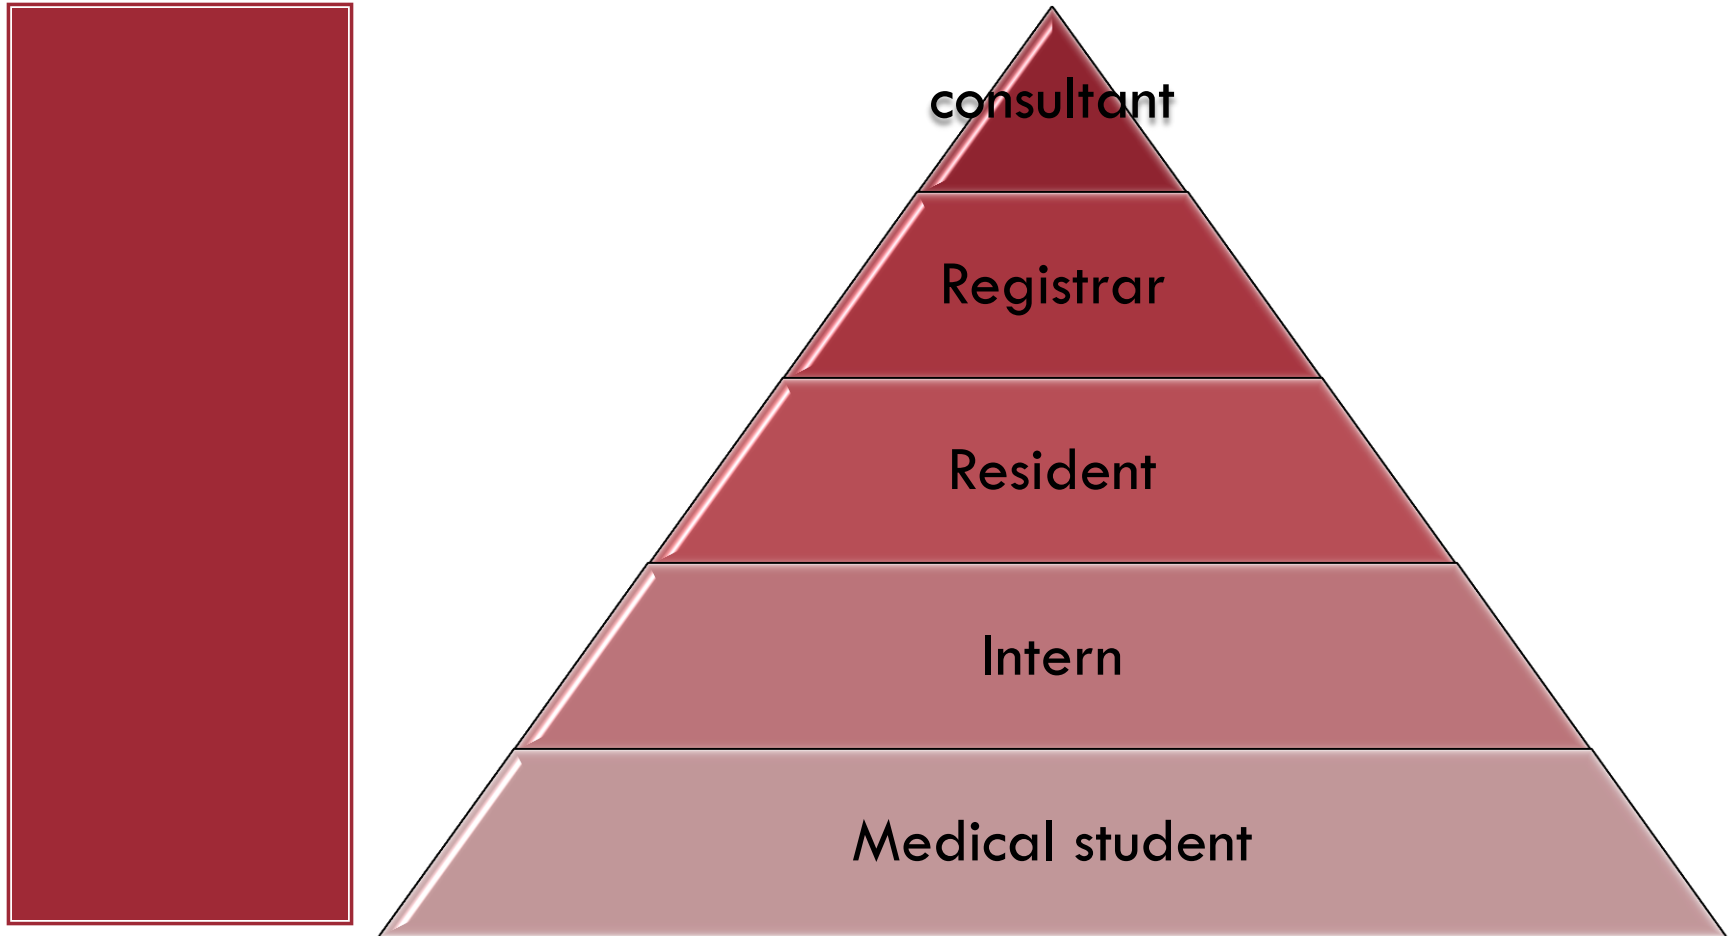 consultant
Registrar
Resident
Intern
Medical student